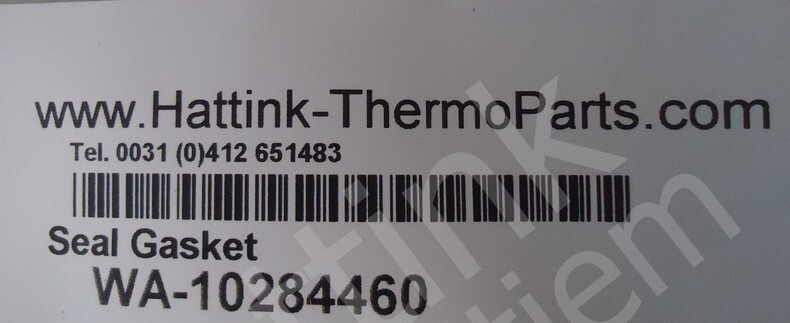 www.Hattink-ThermoParts.com
Tel. 0031 (0)412 651483
Seal Gasket
WA-10284460